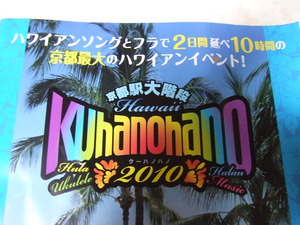 ハワイアンソングとフラで2日間延べ10時間の
京都最大のハワイアンイベント!
京都駅大階段
Hawaii
Kuhanohano
クーハノハノ
Hula
Ukulele
2010
Halau
Music